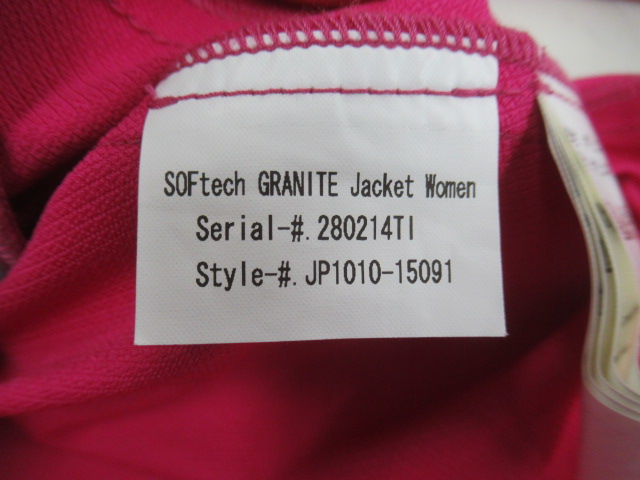 SOFtech GRANITE Jacket Women
Serial-#. 280214TI
Style-#. JP1010-15091